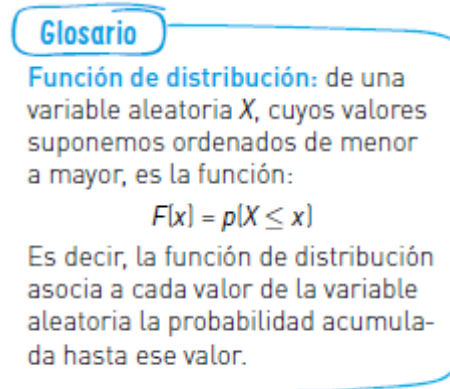 Glosario
Función de distribución: de una
variable aleatoria X, cuyos valores
suponemos ordenados de menor
a mayor, es la función:
F(x) = p(X ≤ x)
Es decir, la función de distribución
asocia a cada valor de la variable
aleatoria la probabilidad acumula-
da hasta ese valor.